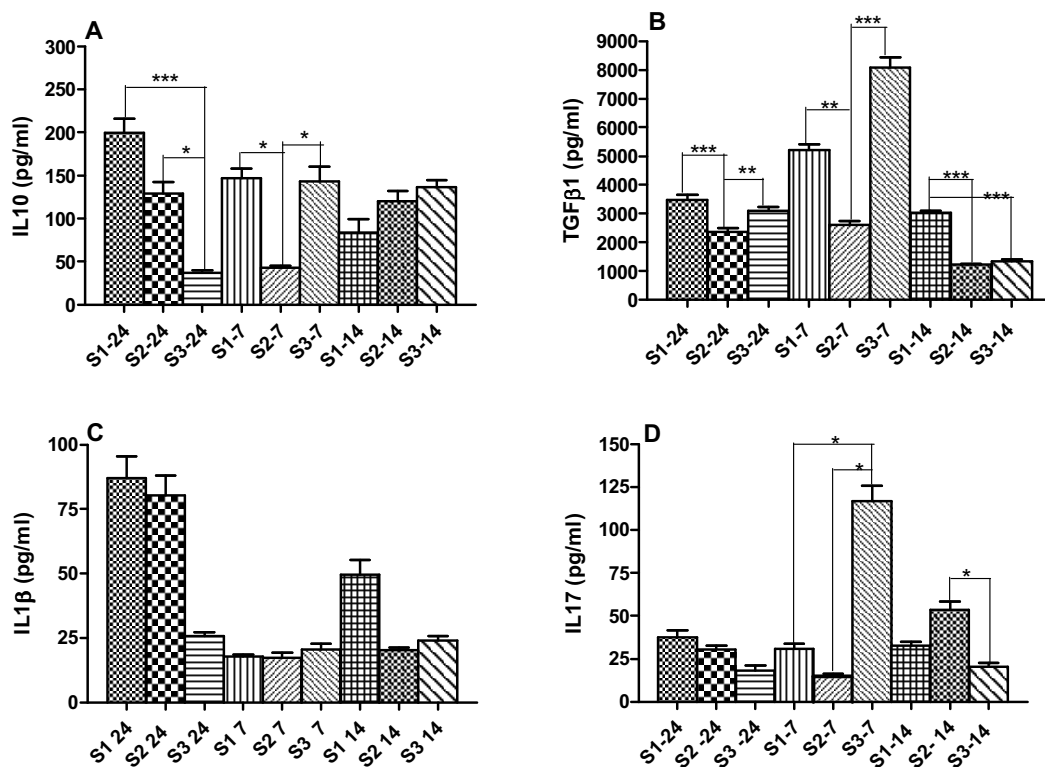 A
300
250
200
150
100
50
0
IL10 (pg/ml)
***
*
*
*
S1-24
S2-24
S3-24
S1-7
S2-7
S3-7
S1-14
S2-14
S3-14
B
9000
8000
7000
6000
5000
4000
3000
2000
1000
0
TGFβ1 (pg/ml)
***
**
**
***
***
***
S1-24
S2-24
S3-24
S1-7
S2-7
S3-7
S1-14
S2-14
S3-14
C
100
75
50
25
0
IL1β (pg/ml)
S1 24
S2 24
S3 24
S1 7
S2 7
S3 7
S1 14
S2 14
S3 14
D
150
125
100
75
50
25
0
IL17 (pg/ml)
*
*
*
S1-24
S2 -24
S3 -24
S1-7
S2-7
S3-7
S1-14
S2- 14
S3-14